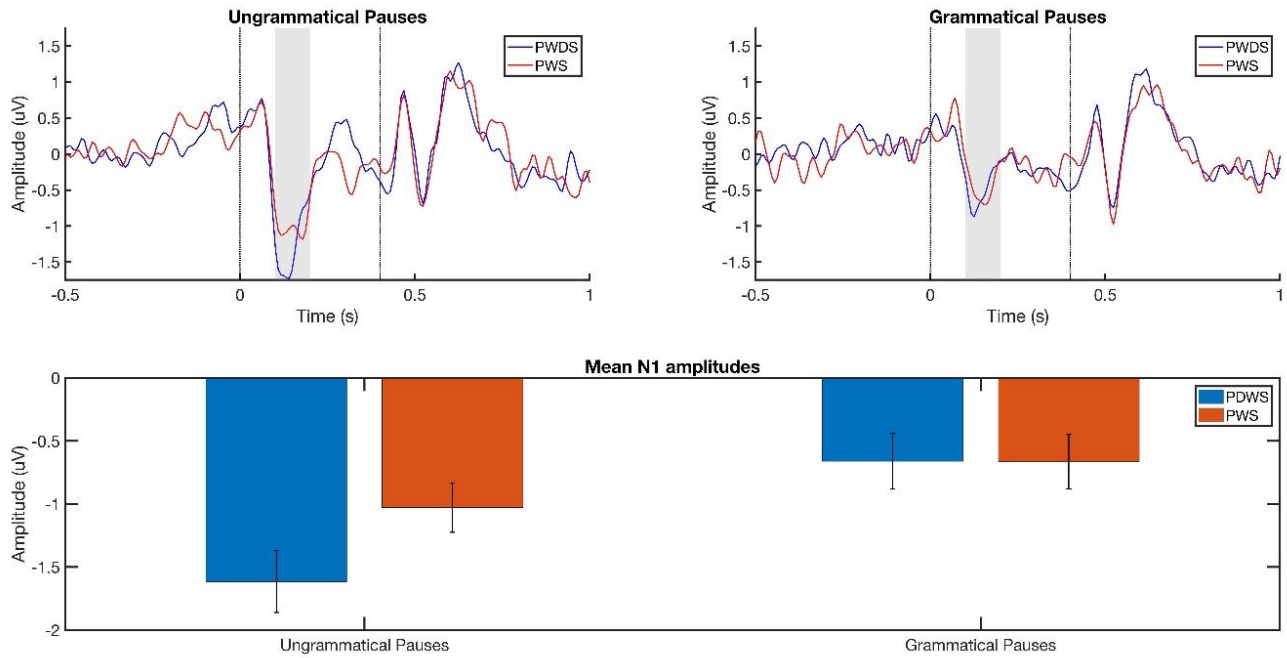 Ungrammatical Pauses
PWDS
PWS
1.5
1
0.5
0
-0.5
-1
-1.5
Amplitude (uV)
-0.5 0 0.5 1
Time (s)
Grammatical Pauses
PWDS
PWS
1.5
1
0.5
0
-0.5
-1
-1.5
Amplitude (uV)
-0.5 0 0.5 1
Time (s)
Mean N1 amplitudes
PDWS
PWS
0
-0.5
-1
-1.5
-2
Amplitude (uV)
Ungrammatical Pauses Grammatical Pauses